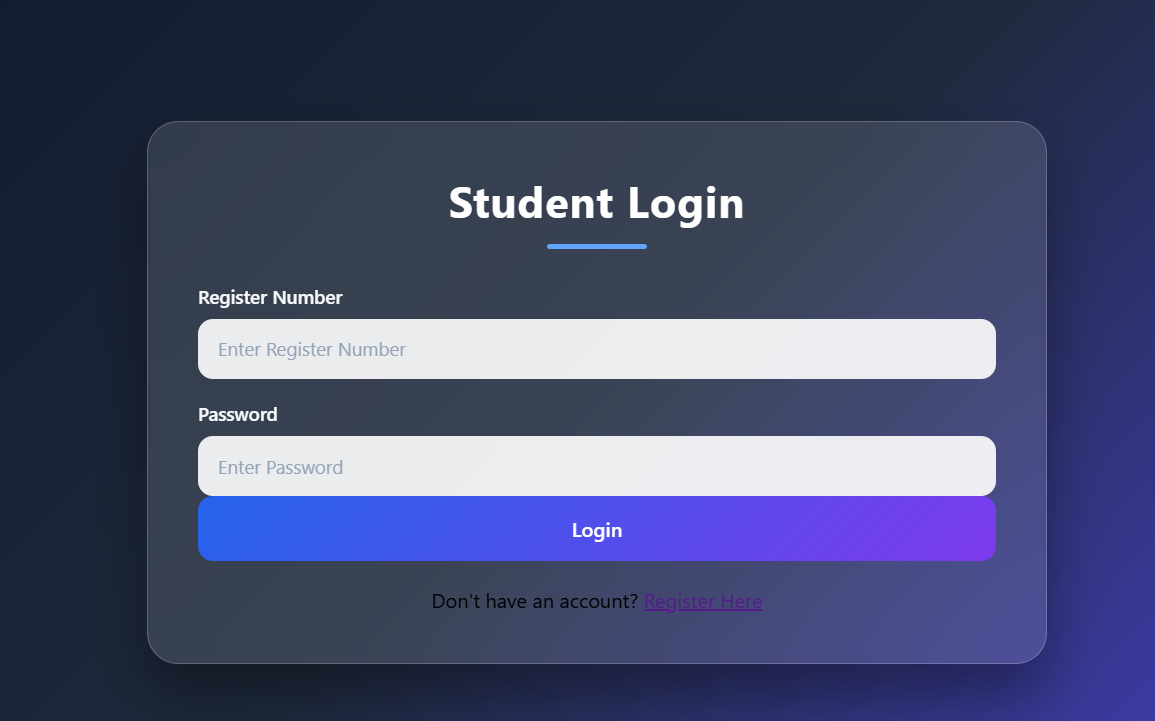 Student Login
Register Number
Enter Register Number
Password
Enter Password
Login
Don't have an account? Register Here